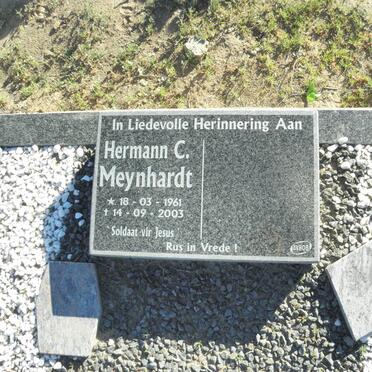 In Liedevolle Herinnering Aan
Hermann C.
Meynhardt
★ 18 - 03 - 1961
† 14 - 09 - 2003
Soldaat vir Jesus
Rus in Vrede !